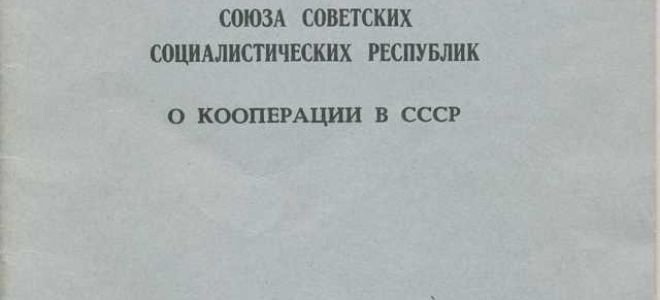 СОЮЗА СОВЕТСКИХ
СОЦИАЛИСТИЧЕСКИХ РЕСПУБЛИК
О КООПЕРАЦИИ В СССР